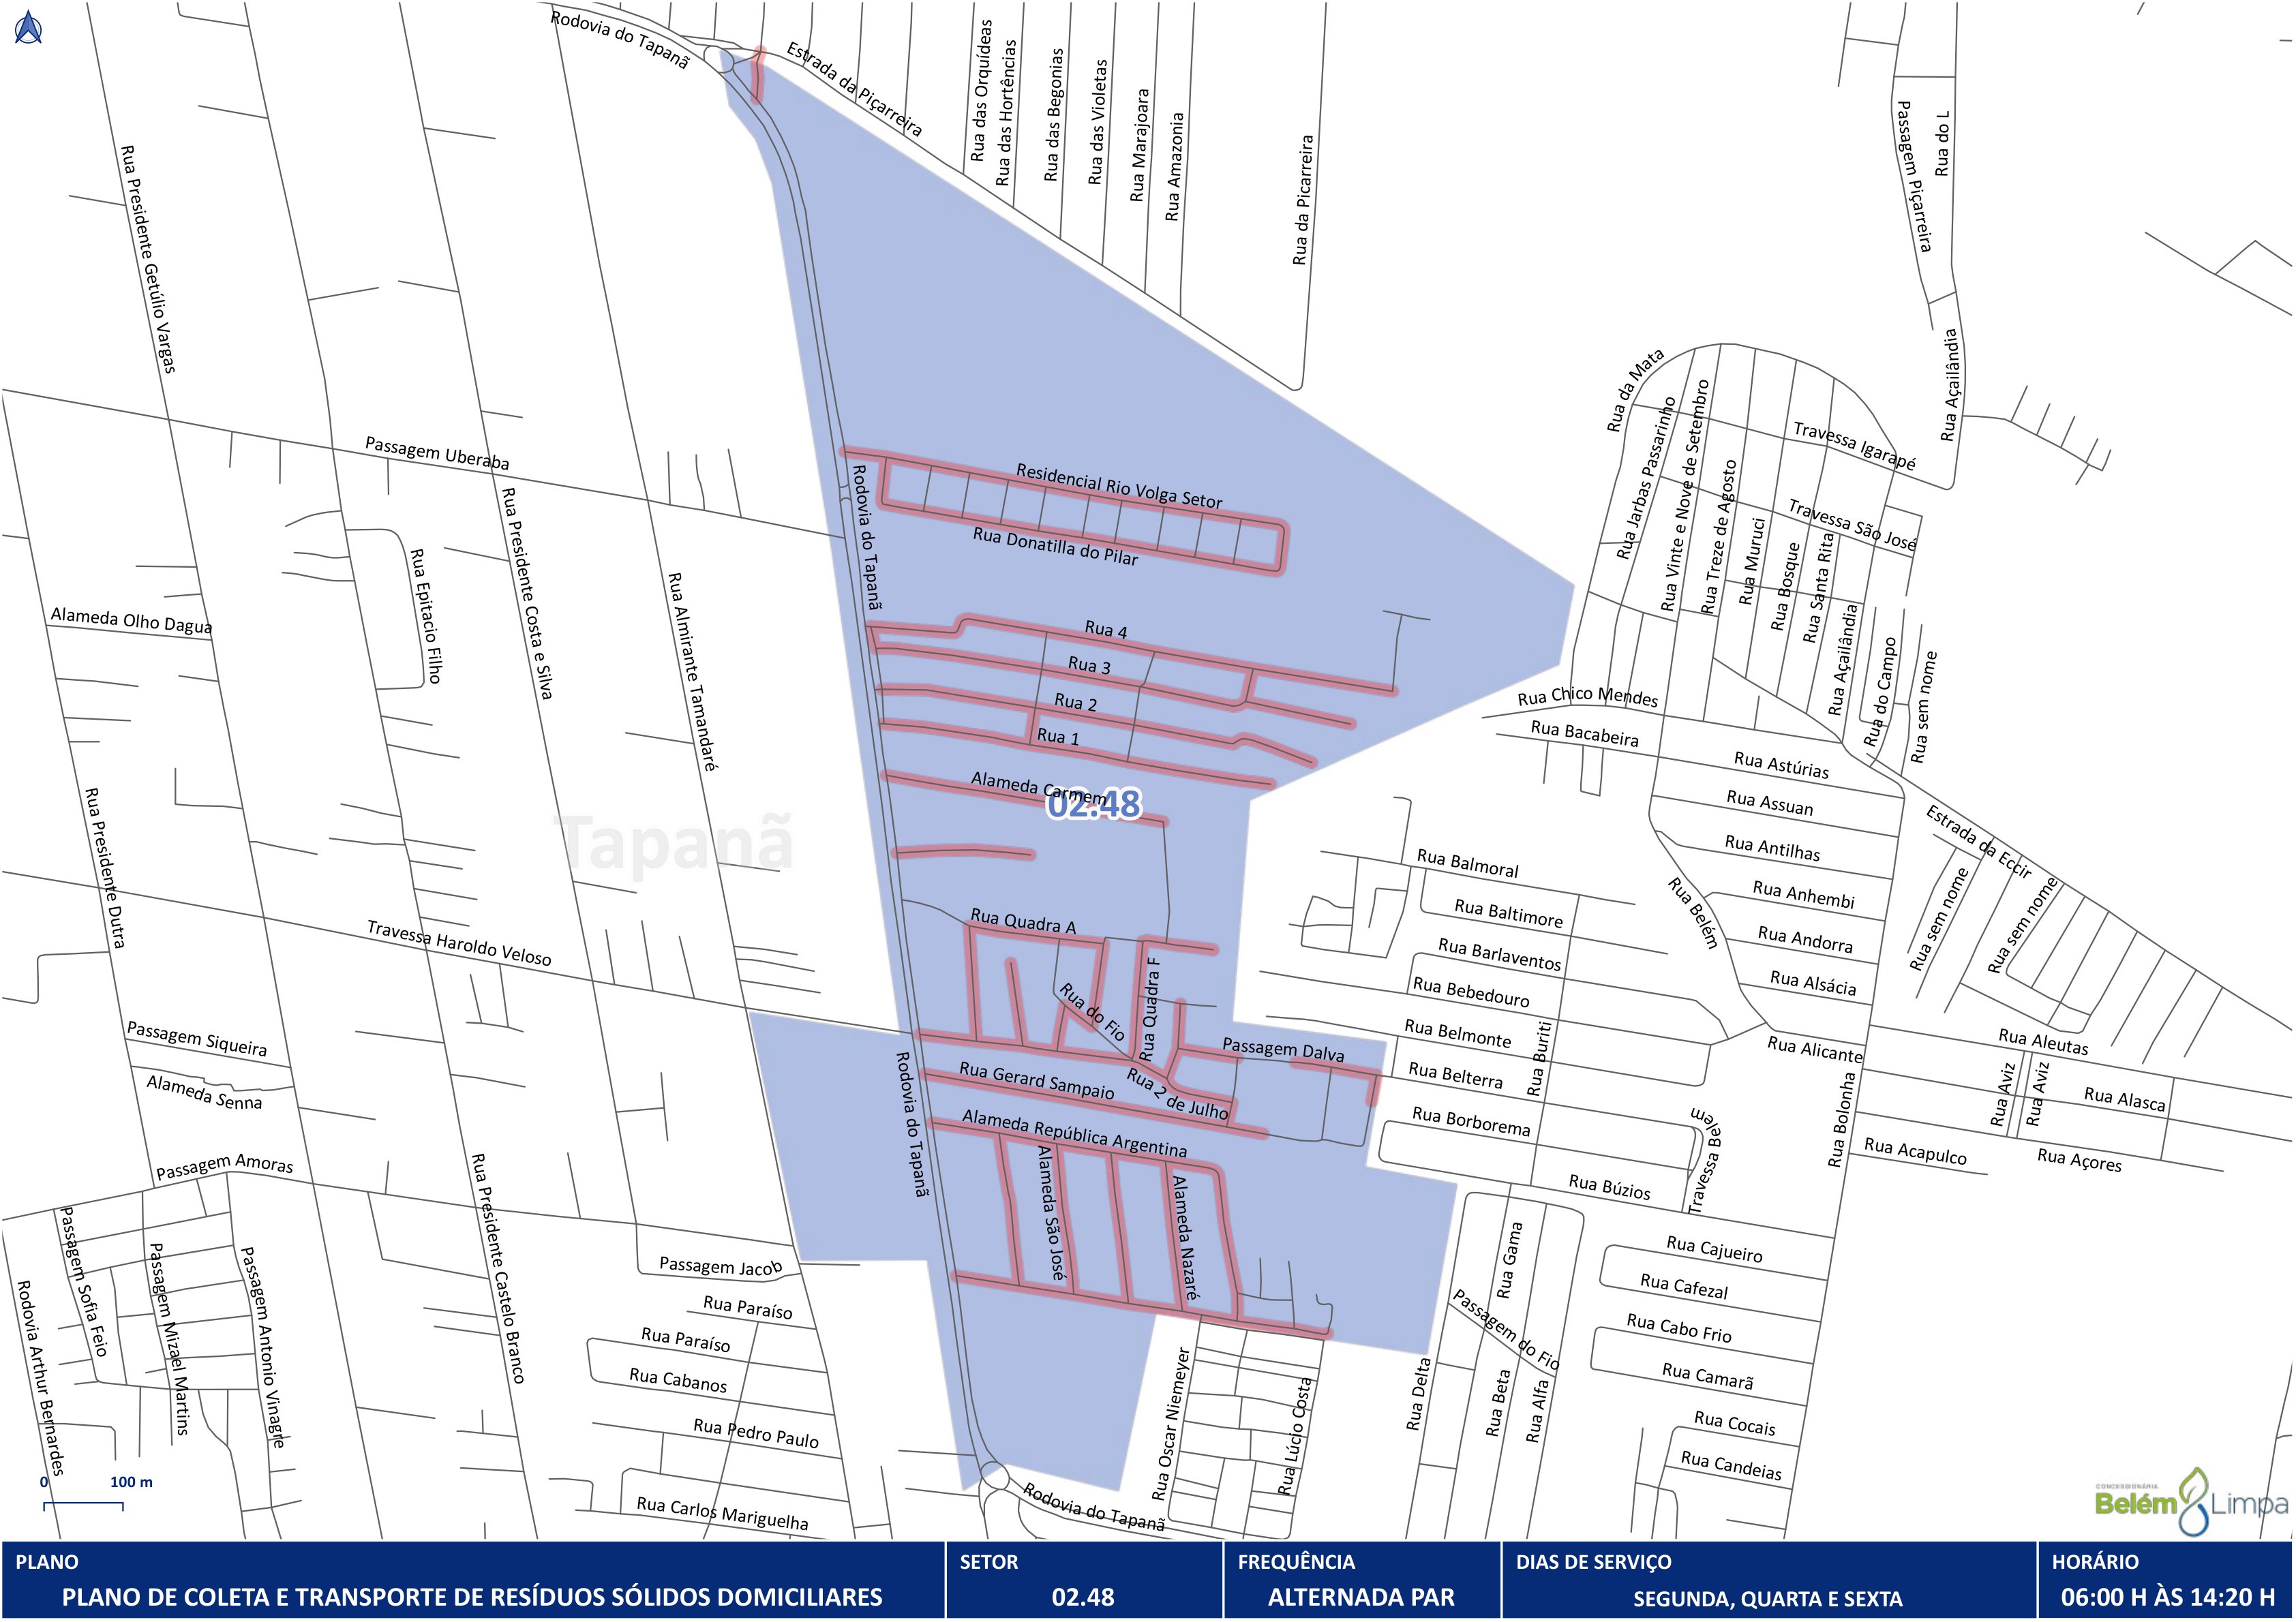 Rodovia do Tapanã
Estrada da Piçarreira
Rua das Orquídeas
Rua das Hortências
Rua das Begonias
Rua das Violetas
Rua Marajoara
Rua Amazonia
Rua da Picarreira
Passagem Piçarreira
Rua do L
Rua Presidente Getúlio Vargas
Rua Açailândia
Rua da Mata
Rua Jarbas Passarinho
Rua Vinte e Nove de Setembro
Rua Treze de Agosto
Rua Muruci
Rua Bosque
Rua Santa Rita
Rua Açailândia
Travessa Igarapé
Travessa São José
Rua do Campo
Rua sem nome
Passagem Uberaba
Rua Presidente Costa e Silva
Rua Epitacio Filho
Rua Almirante Tamandaré
Rodovia do Tapanã
Residencial Rio Volga Setor
Rua Donatilla do Pilar
Alameda Olho Dagua
Rua 4
Rua 3
Rua 2
Rua 1
Alameda Carmem
02.48
Tapanã
Rua Chico Mendes
Rua Bacabeira
Rua Astúrias
Rua Assuan
Rua Antilhas
Rua Anhembi
Rua Andorra
Rua Alsácia
Rua Belém
Estrada da Eccir
Rua sem nome
Rua sem nome
Rua Presidente Dutra
Travessa Haroldo Veloso
Rua Balmoral
Rua Baltimore
Rua Barlaventos
Rua Bebedouro
Rua Belmonte
Rua Belterra
Rua Borborema
Rua Búzios
Rua Buriti
Rua Quadra A
Rua do Fio
Rua Quadra F
Passagem Dalva
Rua 2 de Julho
Rua Gerard Sampaio
Alameda República Argentina
Alameda São José
Alameda Nazaré
Rodovia do Tapanã
Passagem Siqueira
Alameda Senna
Passagem Amoras
Rua Alicante
Rua Aleutas
Rua Aviz
Rua Aviz
Rua Alasca
Rua Açores
Rua Acapulco
Rua Bolonha
Travessa Belém
Passagem Sofia Feio
Passagem Mizael Martins
Passagem Antonio Vinagre
Rodovia Arthur Bernardes
Rua Presidente Castelo Branco
Passagem Jacob
Rua Paraíso
Rua Paraíso
Rua Cabanos
Rua Pedro Paulo
Rua Carlos Mariguelha
Rua Oscar Niemeyer
Rua Lúcio Costa
Rua Delta
Rua Gama
Rua Beta
Rua Alfa
Passagem do Fio
Rua Cajueiro
Rua Cafezal
Rua Cabo Frio
Rua Camarã
Rua Cocais
Rua Candeias
Rodovia do Tapanã
0 100 m
CONCESSIONÁRIA
Belém Limpa
PLANO
PLANO DE COLETA E TRANSPORTE DE RESÍDUOS SÓLIDOS DOMICILIARES
SETOR
02.48
FREQUÊNCIA
ALTERNADA PAR
DIAS DE SERVIÇO
SEGUNDA, QUARTA E SEXTA
HORÁRIO
06:00 H ÀS 14:20 H